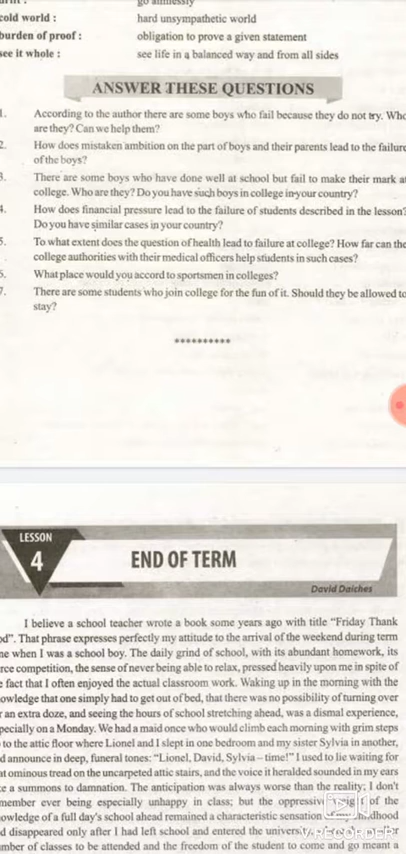 go aimlessly
cold world : hard unsympathetic world
burden of proof : obligation to prove a given statement
see it whole : see life in a balanced way and from all sides
ANSWER THESE QUESTIONS
1. According to the author there are some boys who fail because they do not try. Who
are they? Can we help them?
2. How does mistaken ambition on the part of boys and their parents lead to the failure
of the boys?
3. There are some boys who have done well at school but fail to make their mark at
college. Who are they? Do you have such boys in college in your country?
4. How does financial pressure lead to the failure of students described in the lesson?
Do you have similar cases in your country?
5. To what extent does the question of health lead to failure at college? How far can the
college authorities with their medical officers help students in such cases?
6. What place would you accord to sportsmen in colleges?
7. There are some students who join college for the fun of it. Should they be allowed to
stay?
**********
LESSON
4 END OF TERM
David Daiches
I believe a school teacher wrote a book some years ago with title “Friday Thank
od”. That phrase expresses perfectly my attitude to the arrival of the weekend during term
me when I was a school boy. The daily grind of school, with its abundant homework, its
rce competition, the sense of never being able to relax, pressed heavily upon me in spite of
e fact that I often enjoyed the actual classroom work. Waking up in the morning with the
owledge that one simply had to get out of bed, that there was no possibility of turning over
r an extra doze, and seeing the hours of school stretching ahead, was a dismal experience,
pecially on a Monday. We had a maid once who would climb each morning with grim steps
to the attic floor where Lionel and I slept in one bedroom and my sister Sylvia in another,
d announce in deep, funeral tones: “Lionel, David, Sylvia – time!” I used to lie waiting for
at ominous tread on the uncarpeted attic stairs, and the voice it heralded sounded in my ears
e a summons to damnation. The anticipation was always worse than the reality; I don't
member ever being especially unhappy in class; but the of the
owledge of a full day's school ahead remained a characteristic sensation
d disappeared only after I had left school and entered the
mber of classes to be attended and the freedom of the student to come and go meant a
V.RECORDER